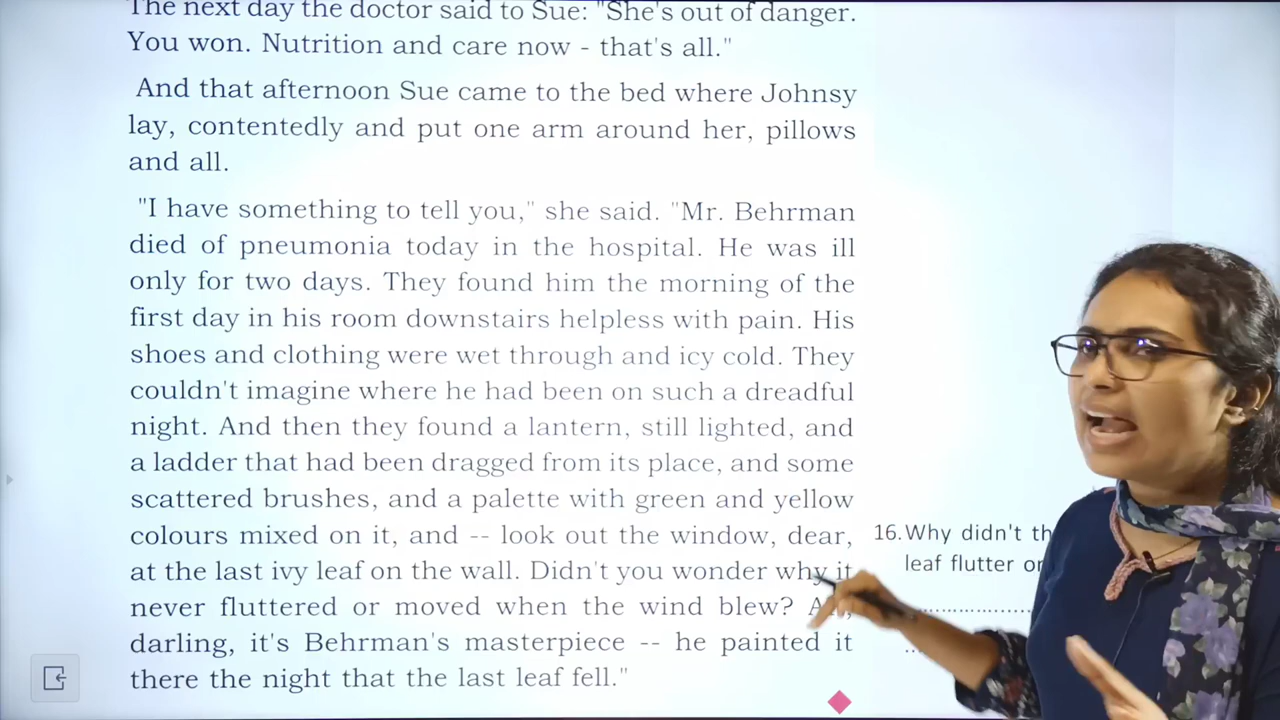 The next day the doctor said to Sue: "She's out of danger.
You won. Nutrition and care now - that's all."
And that afternoon Sue came to the bed where Johnsy
lay, contentedly and put one arm around her, pillows
and all.
"I have something to tell you," she said. "Mr. Behrman
died of pneumonia today in the hospital. He was ill
only for two days. They found him the morning of the
first day in his room downstairs helpless with pain. His
shoes and clothing were wet through and icy cold. They
couldn't imagine where he had been on such a dreadful
night. And then they found a lantern, still lighted, and
a ladder that had been dragged from its place, and some
scattered brushes, and a palette with green and yellow
colours mixed on it, and -- look out the window, dear,
at the last ivy leaf on the wall. Didn't you wonder why it
never fluttered or moved when the wind blew?
darling, it's Behrman's masterpiece -- he painted it
there the night that the last leaf fell."
16. Why didn't
leaf flutter